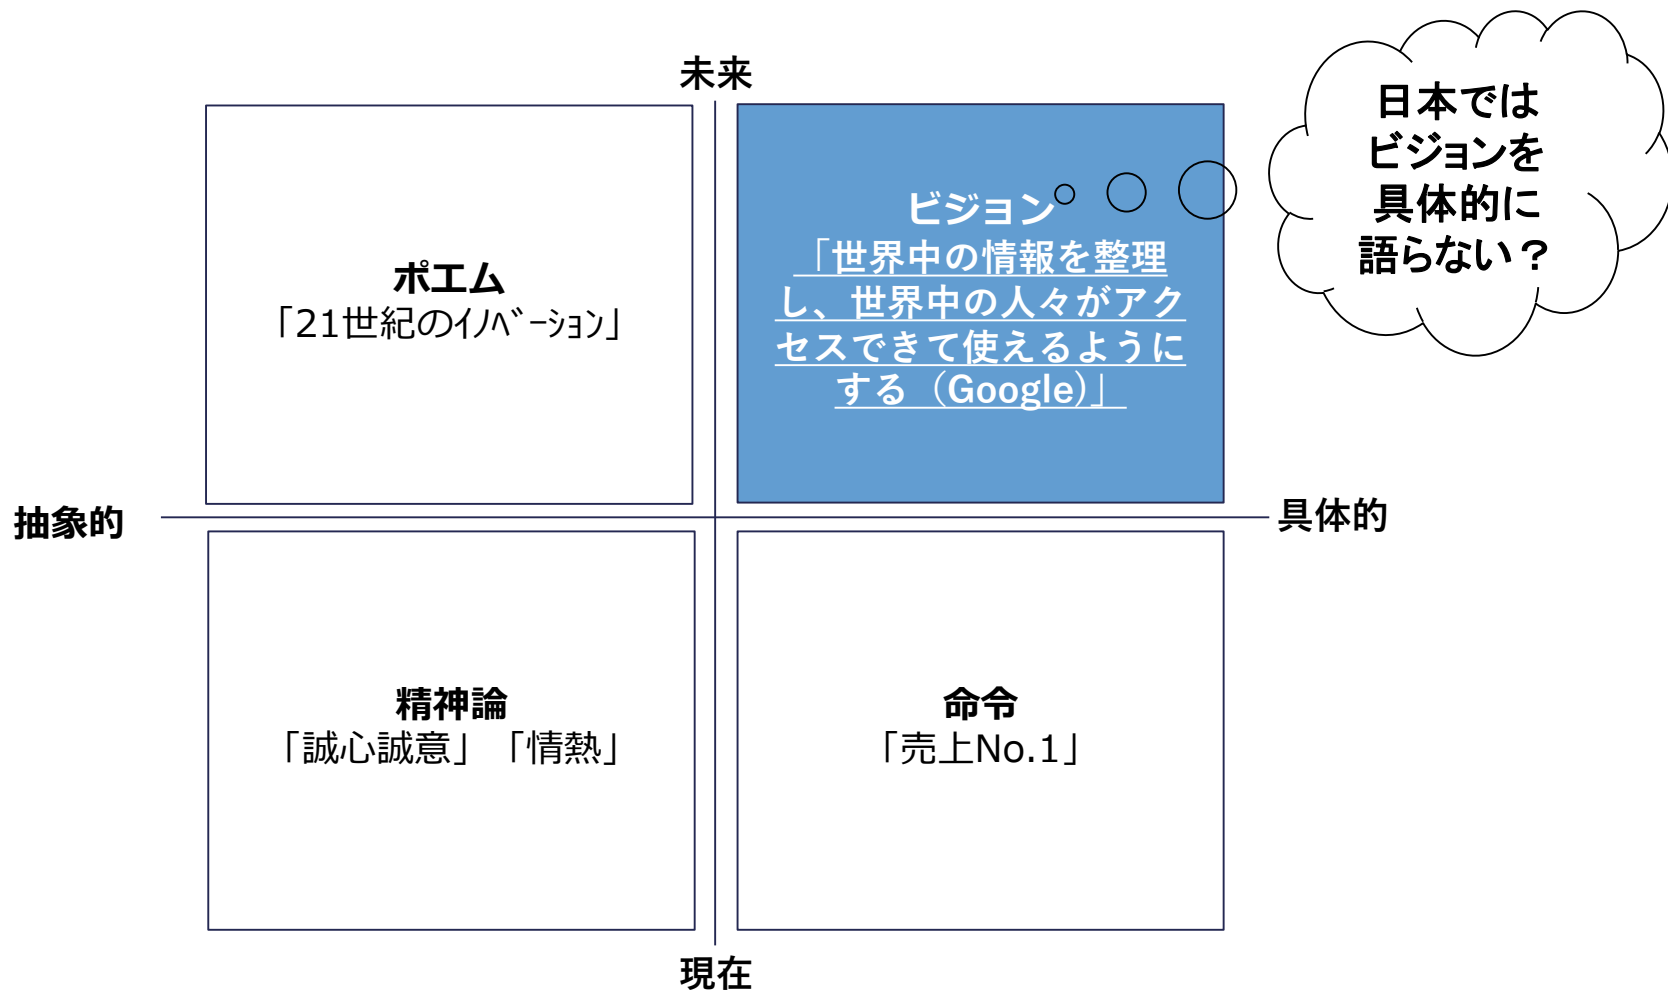 未来
日本では
ビジョンを
具体的に
語らない？
ポエム
「21世紀のｲﾉﾍﾞｰｼｮﾝ」
ビジョン
「世界中の情報を整理
し、世界中の人々がアク
セスできて使えるように
する（Google)」
抽象的
具体的
精神論
「誠心誠意」「情熱」
命令
「売上No.1」
現在